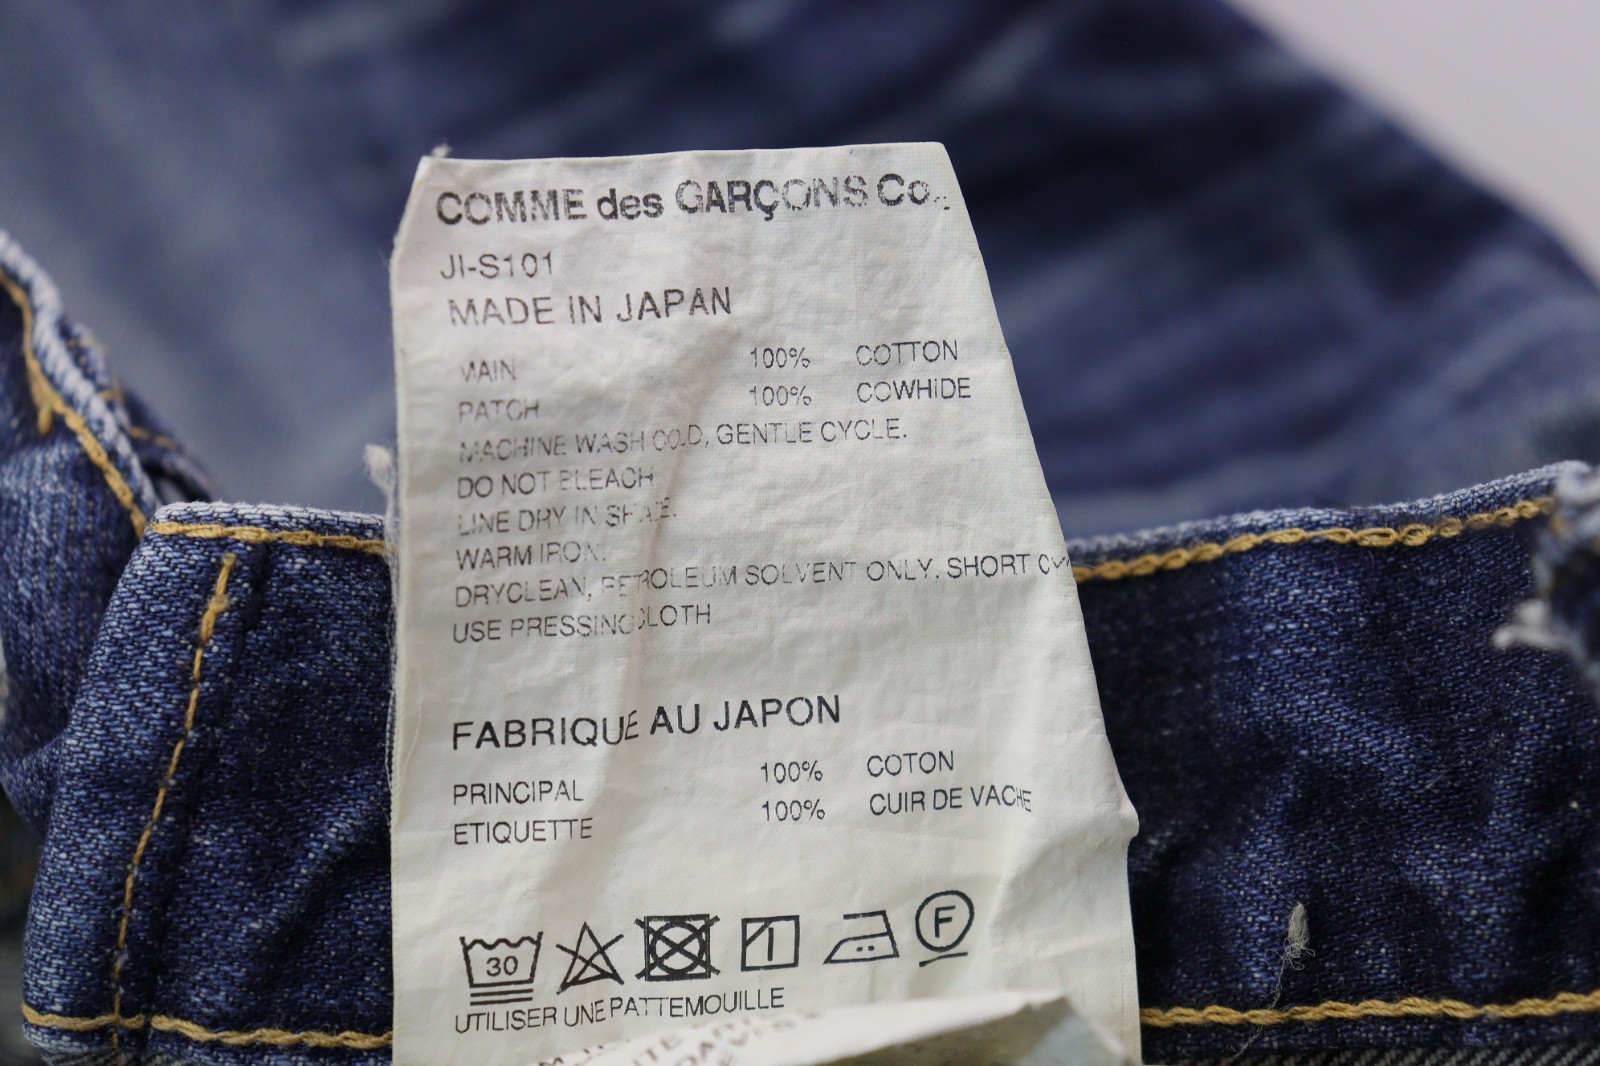 COMME des GARÇONS Co.,
JI-S101
MADE IN JAPAN
MAIN 100% COTTON
PATCH 100% COWHIDE
MACHINE WASH COLD, GENTLE CYCLE.
DO NOT BLEACH
LINE DRY IN SHADE.
WARM IRON.
DRYCLEAN, PETROLEUM SOLVENT ONLY. SHORT CY
USE PRESSING CLOTH
FABRIQUE AU JAPON
PRINCIPAL 100% COTON
ETIQUETTE 100% CUIR DE VACHE
30 F
UTILISER UNE PATTEMOUILLE